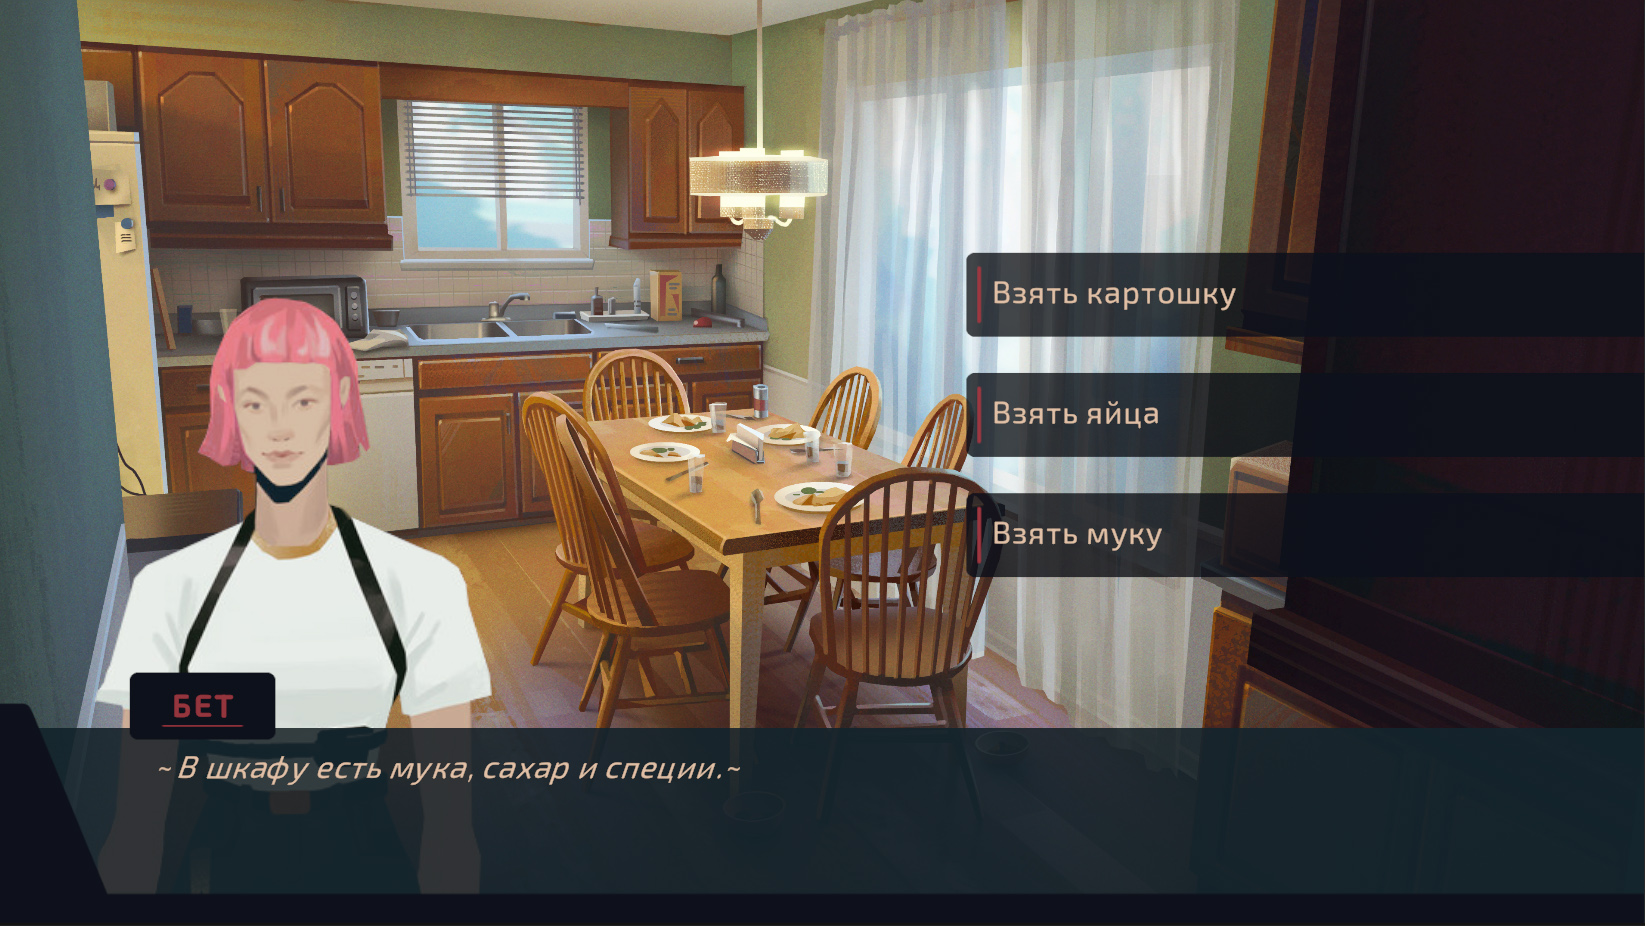 Взять картошку
Взять яйца
Взять муку
БЕТ
~В шкафу есть мука, сахар и специи.~